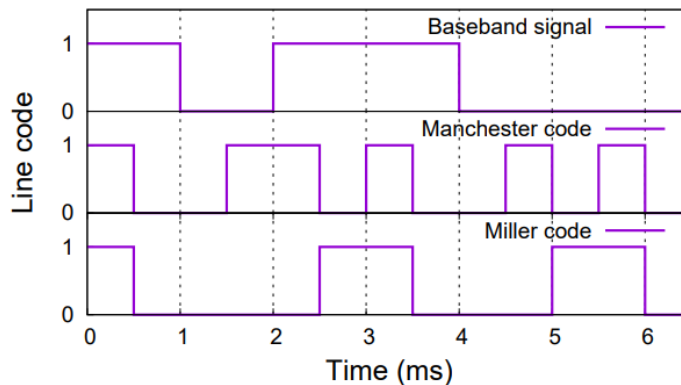 Baseband signal
1
0
Manchester code
1
0
Miller code
1
0
0 1 2 3 4 5 6
Time (ms)
Line code